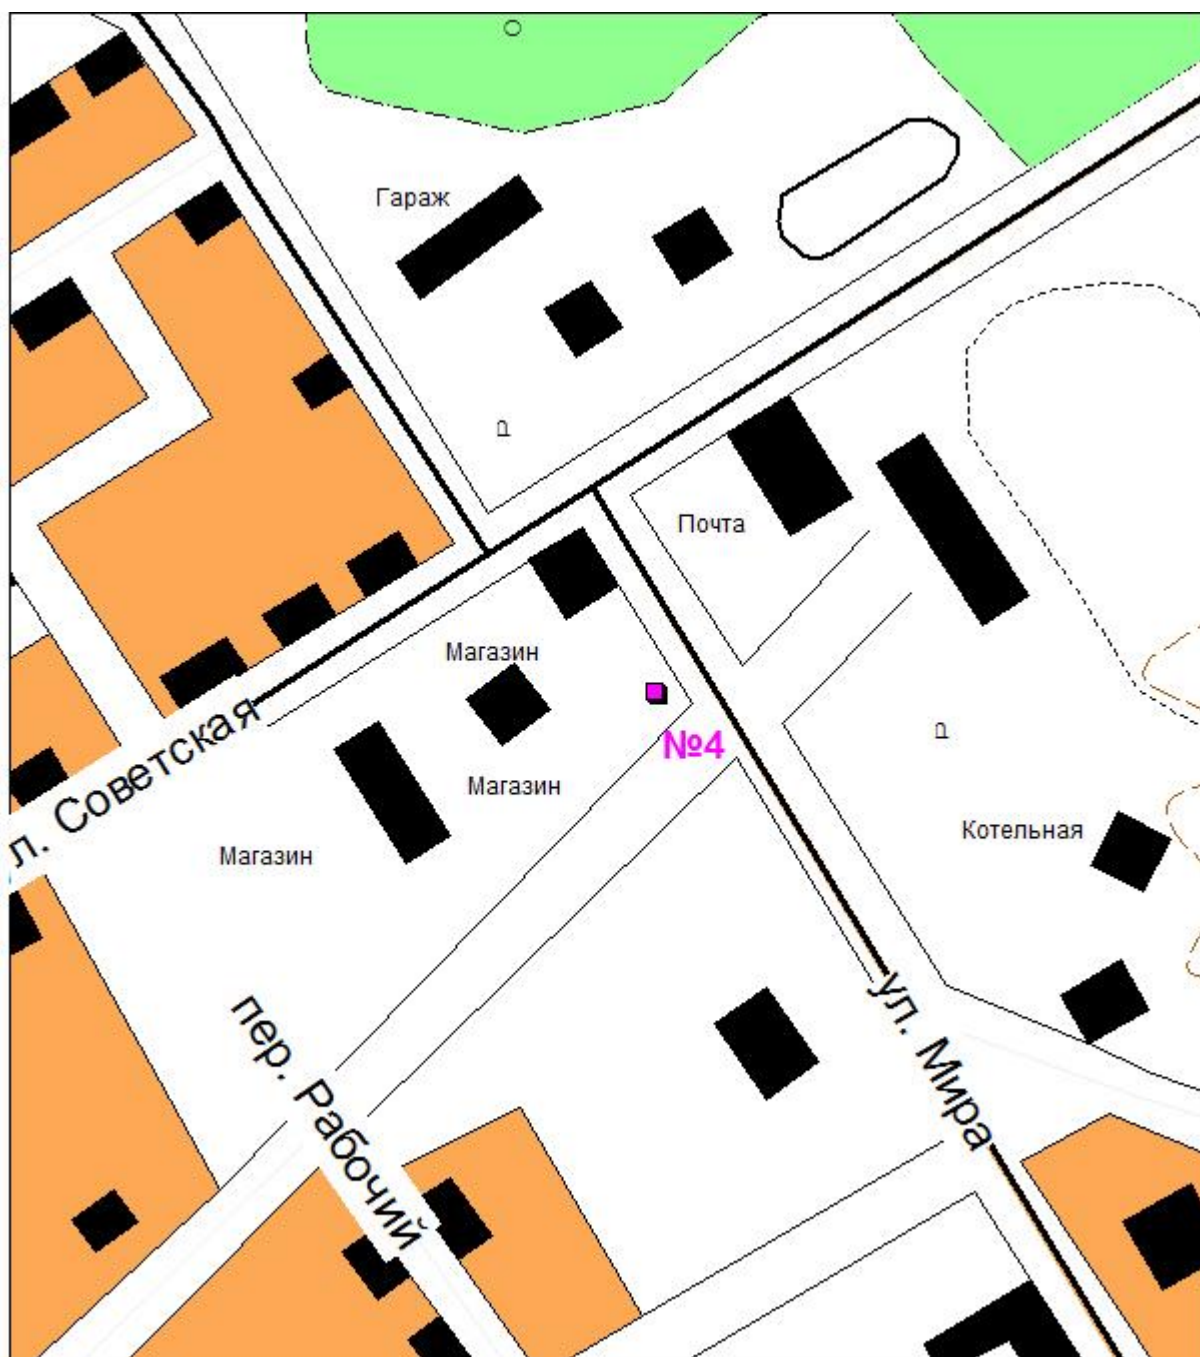 Гараж
Почта
Магазин
№4
Магазин
Магазин
л. Советская
Котельная
пер. Рабочий
ул. Мира